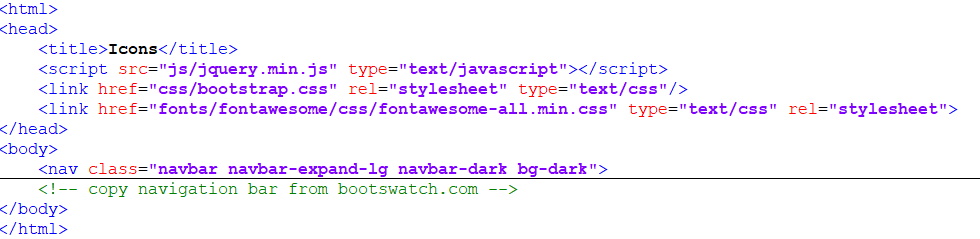 <html>
<head>
    <title>Icons</title>
    <script src="js/jquery.min.js" type="text/javascript"></script>
    <link href="css/bootstrap.css" rel="stylesheet" type="text/css"/>
    <link href="fonts/fontawesome/css/fontawesome-all.min.css" type="text/css" rel="stylesheet">
</head>
<body>
    <nav class="navbar navbar-expand-lg navbar-dark bg-dark">
    <!-- copy navigation bar from bootswatch.com -->
</body>
</html>